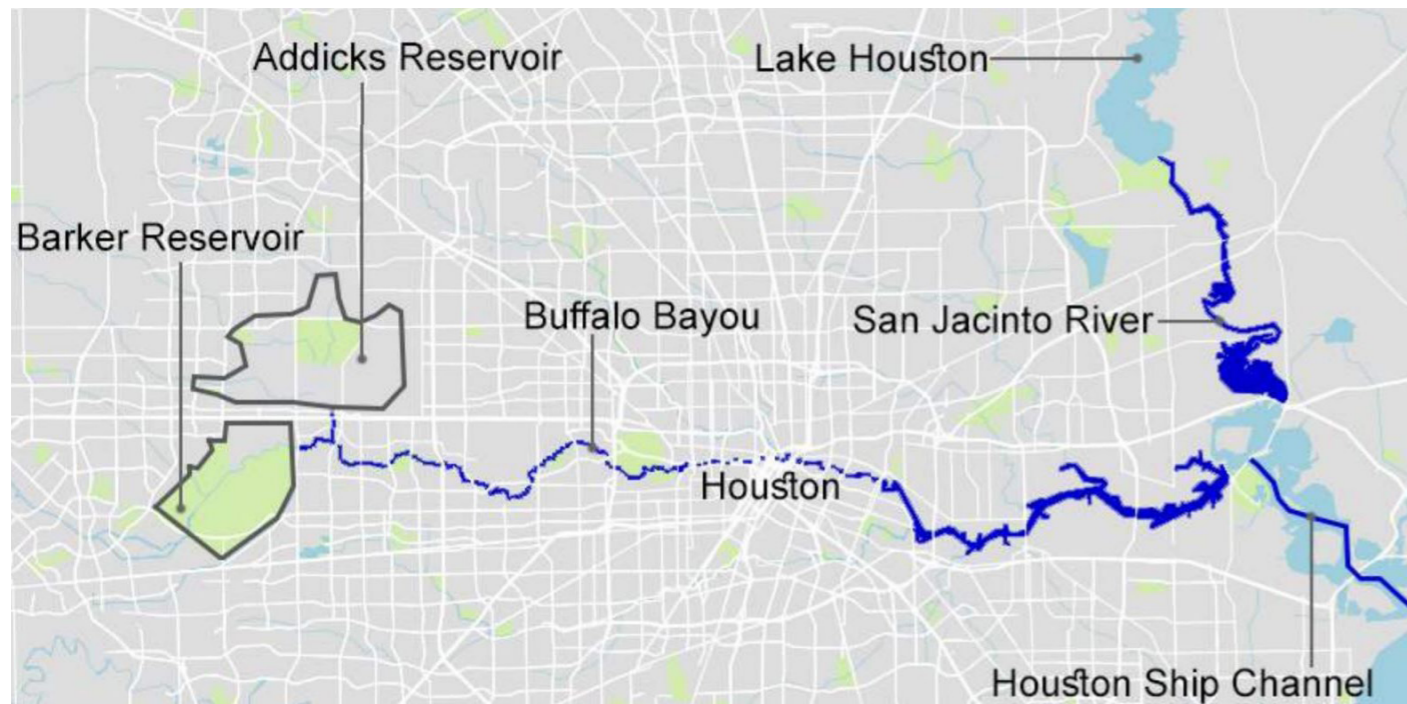 Addicks Reservoir
Lake Houston
Barker Reservoir
Buffalo Bayou
San Jacinto River
Houston
Houston Ship Channel